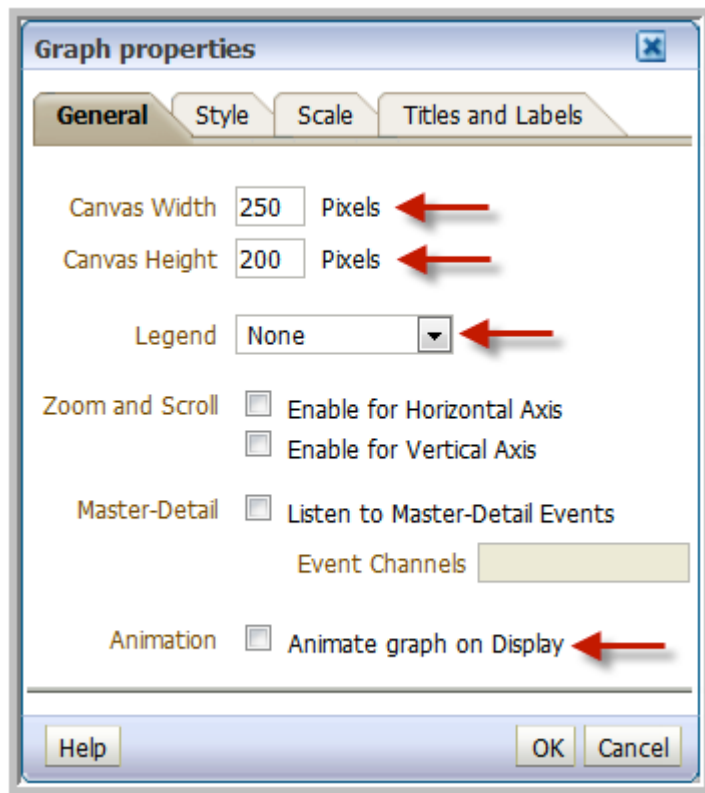 Graph properties
General Style Scale Titles and Labels
Canvas Width 250 Pixels
Canvas Height 200 Pixels
Legend None
Zoom and Scroll Enable for Horizontal Axis
Enable for Vertical Axis
Master-Detail Listen to Master-Detail Events
Event Channels
Animation Animate graph on Display
Help OK Cancel